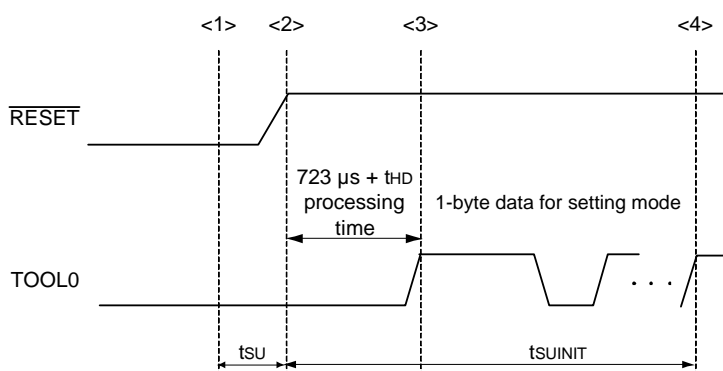 <1> <2> <3> <4>
RESET
723 µs + tHD
processing
time
1-byte data for setting mode
TOOL0
. . .
tSU tSUINIT